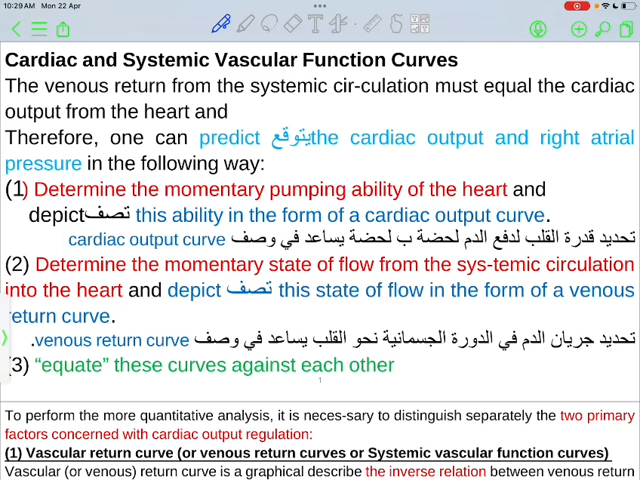 10:29 AM Mon 22 Apr
Cardiac and Systemic Vascular Function Curves
The venous return from the systemic cir-culation must equal the cardiac
output from the heart and
Therefore, one can predict يتوقع the cardiac output and right atrial
pressure in the following way:
(1) Determine the momentary pumping ability of the heart and
depict تصف this ability in the form of a cardiac output curve.
تحديد قدرة القلب لدفع الدم لحضة ب لحضة يساعد في وصف cardiac output curve
(2) Determine the momentary state of flow from the sys-temic circulation
into the heart and depict تصف this state of flow in the form of a venous
return curve.
تحديد جريان الدم في الدورة الجسمانية نحو القلب يساعد في وصف venous return curve.
(3) “equate” these curves against each other
1
To perform the more quantitative analysis, it is neces-sary to distinguish separately the two primary
factors concerned with cardiac output regulation:
(1) Vascular return curve (or venous return curves or Systemic vascular function curves)
Vascular (or venous) return curve is a graphical describe the inverse relation between venous return